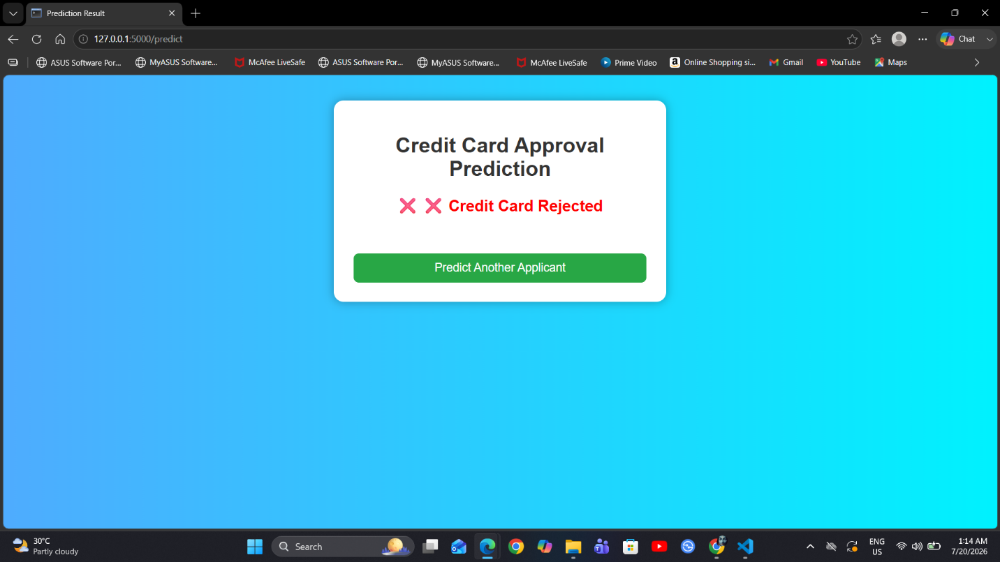 Prediction Result
127.0.0.1:5000/predict
Chat
ASUS Software Por...
MyASUS Software...
McAfee LiveSafe
ASUS Software Por...
MyASUS Software...
McAfee LiveSafe
Prime Video
Online Shopping si...
Gmail
YouTube
Maps
Credit Card Approval
Prediction
❌ ❌ Credit Card Rejected
Predict Another Applicant
30°C
Partly cloudy
Search
ENG
US
1:14 AM
7/20/2026